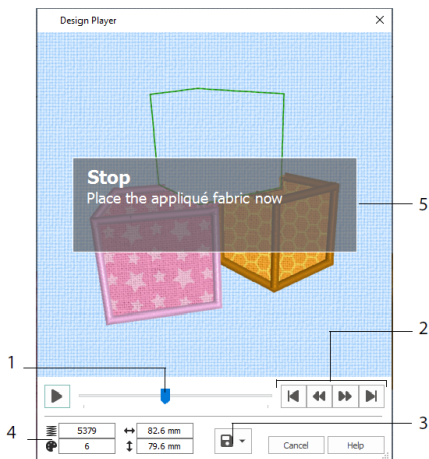 Design Player
Stop
Place the appliqué fabric now
5
2
1
3
4
5379
82.6 mm
6
79.6 mm
Cancel
Help